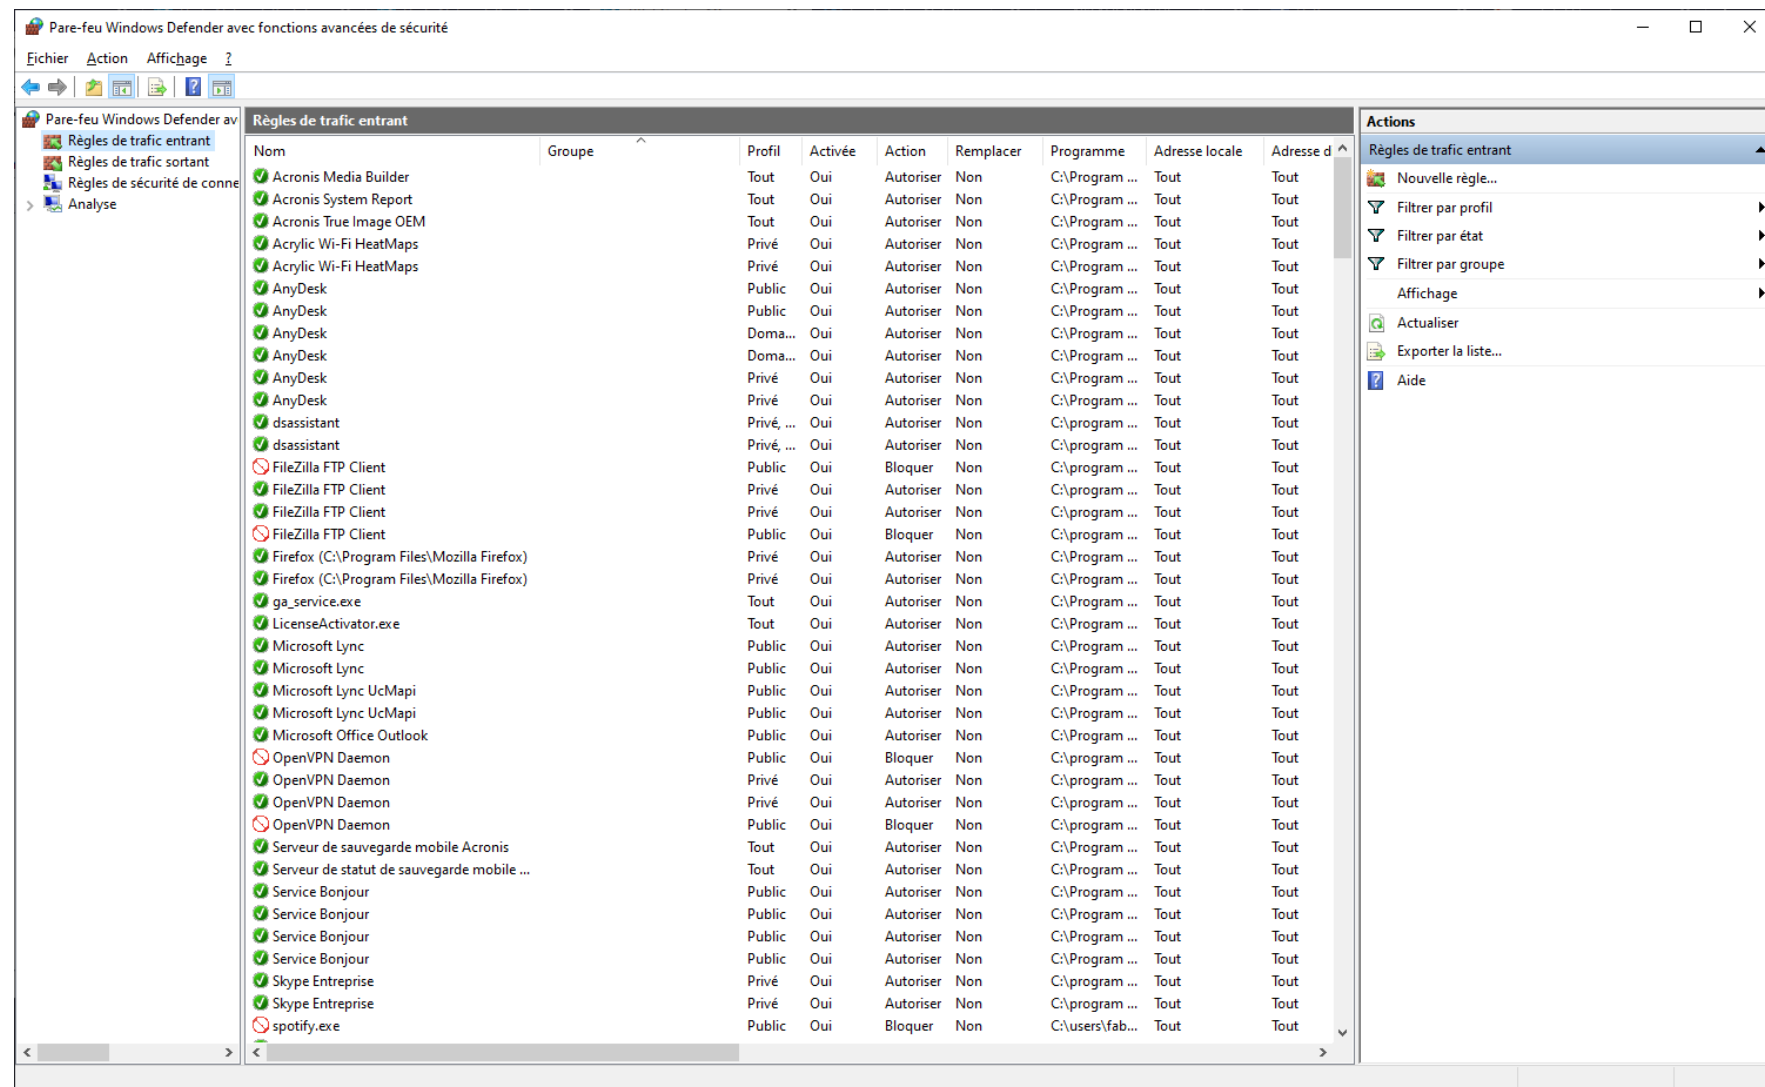 Pare-feu Windows Defender avec fonctions avancées de sécurité
Fichier Action Affichage ?
Pare-feu Windows Defender av
Règles de trafic entrant
Règles de trafic sortant
Règles de sécurité de conne
Analyse
Règles de trafic entrant
Nom Groupe Profil Activée Action Remplacer Programme Adresse locale Adresse d
Acronis Media Builder Tout Oui Autoriser Non C:\Program ... Tout Tout
Acronis System Report Tout Oui Autoriser Non C:\Program ... Tout Tout
Acronis True Image OEM Tout Oui Autoriser Non C:\Program ... Tout Tout
Acrylic Wi-Fi HeatMaps Privé Oui Autoriser Non C:\Program ... Tout Tout
Acrylic Wi-Fi HeatMaps Privé Oui Autoriser Non C:\Program ... Tout Tout
AnyDesk Public Oui Autoriser Non C:\Program ... Tout Tout
AnyDesk Public Oui Autoriser Non C:\Program ... Tout Tout
AnyDesk Doma... Oui Autoriser Non C:\Program ... Tout Tout
AnyDesk Doma... Oui Autoriser Non C:\Program ... Tout Tout
AnyDesk Privé Oui Autoriser Non C:\Program ... Tout Tout
AnyDesk Privé Oui Autoriser Non C:\Program ... Tout Tout
dsassistant Privé, ... Oui Autoriser Non C:\program ... Tout Tout
dsassistant Privé, ... Oui Autoriser Non C:\program ... Tout Tout
FileZilla FTP Client Public Oui Bloquer Non C:\program ... Tout Tout
FileZilla FTP Client Privé Oui Autoriser Non C:\program ... Tout Tout
FileZilla FTP Client Privé Oui Autoriser Non C:\program ... Tout Tout
FileZilla FTP Client Public Oui Bloquer Non C:\program ... Tout Tout
Firefox (C:\Program Files\Mozilla Firefox) Privé Oui Autoriser Non C:\Program ... Tout Tout
Firefox (C:\Program Files\Mozilla Firefox) Privé Oui Autoriser Non C:\Program ... Tout Tout
ga_service.exe Tout Oui Autoriser Non C:\Program ... Tout Tout
LicenseActivator.exe Tout Oui Autoriser Non C:\Program ... Tout Tout
Microsoft Lync Public Oui Autoriser Non C:\Program ... Tout Tout
Microsoft Lync Public Oui Autoriser Non C:\Program ... Tout Tout
Microsoft Lync UcMapi Public Oui Autoriser Non C:\Program ... Tout Tout
Microsoft Lync UcMapi Public Oui Autoriser Non C:\Program ... Tout Tout
Microsoft Office Outlook Public Oui Autoriser Non C:\Program ... Tout Tout
OpenVPN Daemon Public Oui Bloquer Non C:\program ... Tout Tout
OpenVPN Daemon Privé Oui Autoriser Non C:\program ... Tout Tout
OpenVPN Daemon Privé Oui Autoriser Non C:\program ... Tout Tout
OpenVPN Daemon Public Oui Bloquer Non C:\program ... Tout Tout
Serveur de sauvegarde mobile Acronis Tout Oui Autoriser Non C:\Program ... Tout Tout
Serveur de statut de sauvegarde mobile ... Tout Oui Autoriser Non C:\Program ... Tout Tout
Service Bonjour Public Oui Autoriser Non C:\Program ... Tout Tout
Service Bonjour Public Oui Autoriser Non C:\Program ... Tout Tout
Service Bonjour Public Oui Autoriser Non C:\Program ... Tout Tout
Service Bonjour Public Oui Autoriser Non C:\Program ... Tout Tout
Skype Entreprise Privé Oui Autoriser Non C:\program ... Tout Tout
Skype Entreprise Privé Oui Autoriser Non C:\program ... Tout Tout
spotify.exe Public Oui Bloquer Non C:\users\fab... Tout Tout
Actions
Règles de trafic entrant
Nouvelle règle...
Filtrer par profil
Filtrer par état
Filtrer par groupe
Affichage
Actualiser
Exporter la liste...
Aide